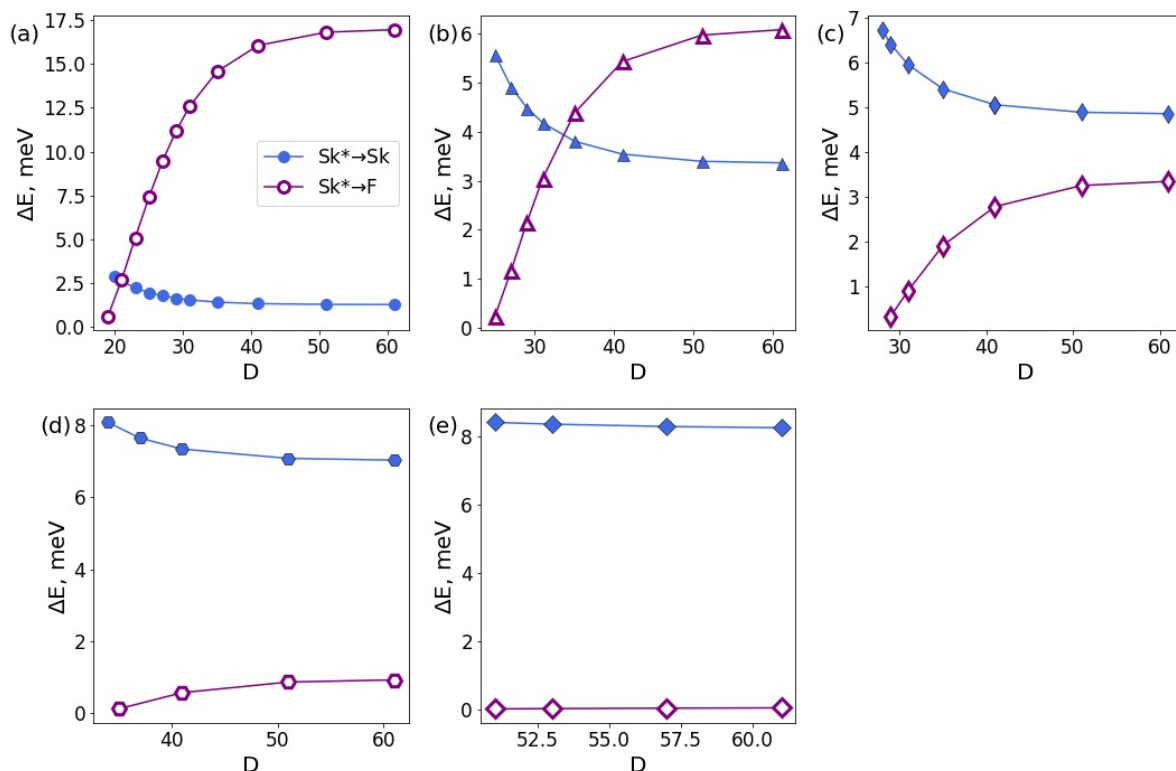 (a)
17.5
15.0
12.5
10.0
7.5
5.0
2.5
0.0
ΔE, meV
Sk*→Sk
Sk*→F
20 30 40 50 60
D
(b)
6
5
4
3
2
1
0
ΔE, meV
30 40 50 60
D
(c)
7
6
5
4
3
2
1
ΔE, meV
30 40 50 60
D
(d)
8
6
4
2
0
ΔE, meV
40 50 60
D
(e)
8
6
4
2
0
ΔE, meV
52.5 55.0 57.5 60.0
D